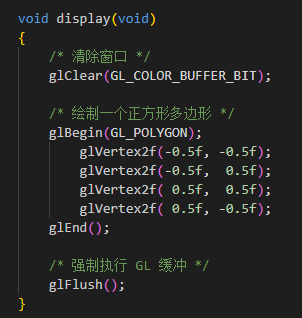 void display(void)
{
    /* 清除窗口 */
    glClear(GL_COLOR_BUFFER_BIT);

    /* 绘制一个正方形多边形 */
    glBegin(GL_POLYGON);
        glVertex2f(-0.5f, -0.5f);
        glVertex2f(-0.5f,  0.5f);
        glVertex2f( 0.5f,  0.5f);
        glVertex2f( 0.5f, -0.5f);
    glEnd();

    /* 强制执行 GL 缓冲 */
    glFlush();
}